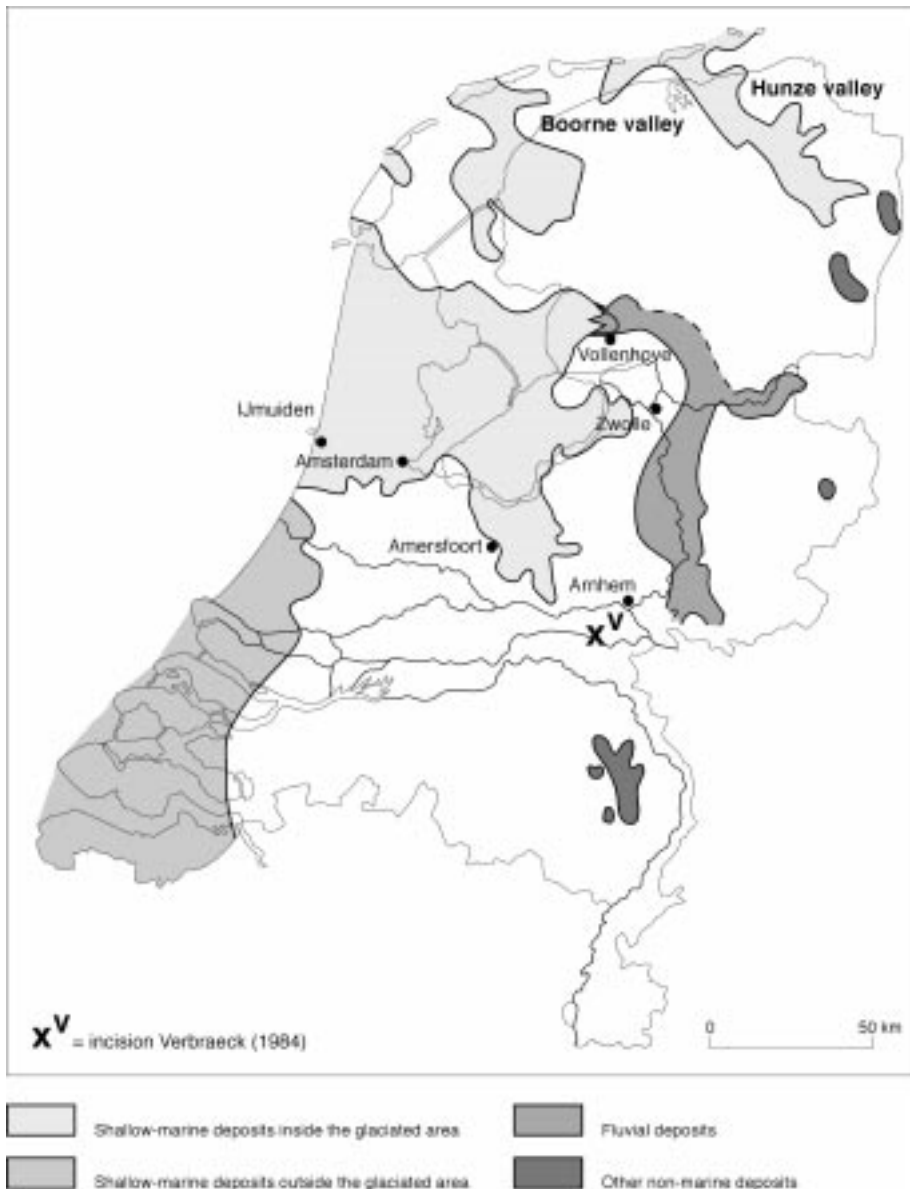 Hunze valley
Boorne valley
Vollenhove
IJmuiden
Zwolle
Amsterdam
Amersfoort
Arnhem
X V
X V = incision Verbraeck (1984)
0 50 km
Shallow-marine deposits inside the glaciated area
Fluvial deposits
Shallow-marine deposits outside the glaciated area
Other non-marine deposits